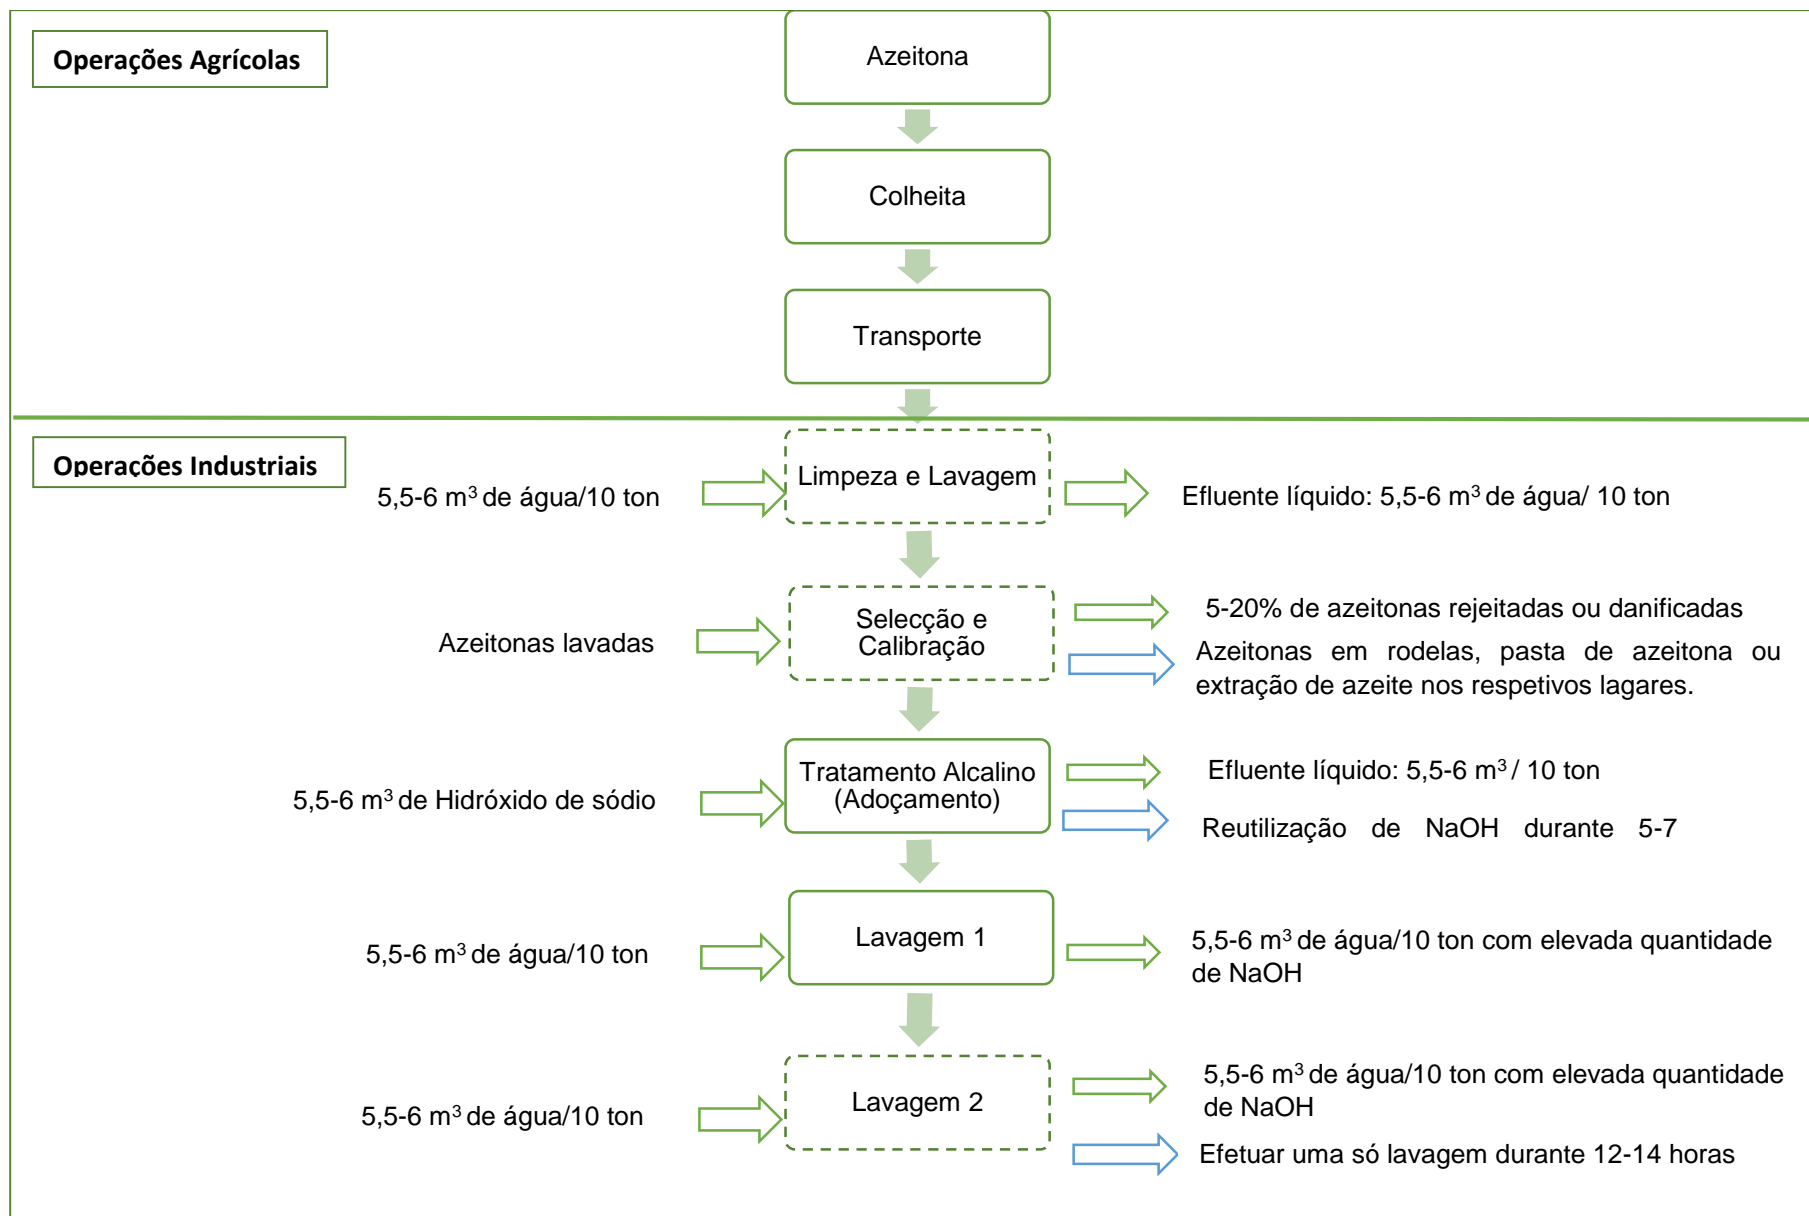 Operações Agrícolas
Azeitona
Colheita
Transporte
Operações Industriais
Limpeza e Lavagem
5,5-6 m³ de água/10 ton
Efluente líquido: 5,5-6 m³ de água/ 10 ton
Selecção e
Calibração
Azeitonas lavadas
5-20% de azeitonas rejeitadas ou danificadas
Azeitonas em rodelas, pasta de azeitona ou
extração de azeite nos respetivos lagares.
Tratamento Alcalino
(Adoçamento)
5,5-6 m³ de Hidróxido de sódio
Efluente líquido: 5,5-6 m³ / 10 ton
Reutilização de NaOH durante 5-7
Lavagem 1
5,5-6 m³ de água/10 ton
5,5-6 m³ de água/10 ton com elevada quantidade
de NaOH
Lavagem 2
5,5-6 m³ de água/10 ton
5,5-6 m³ de água/10 ton com elevada quantidade
de NaOH
Efetuar uma só lavagem durante 12-14 horas